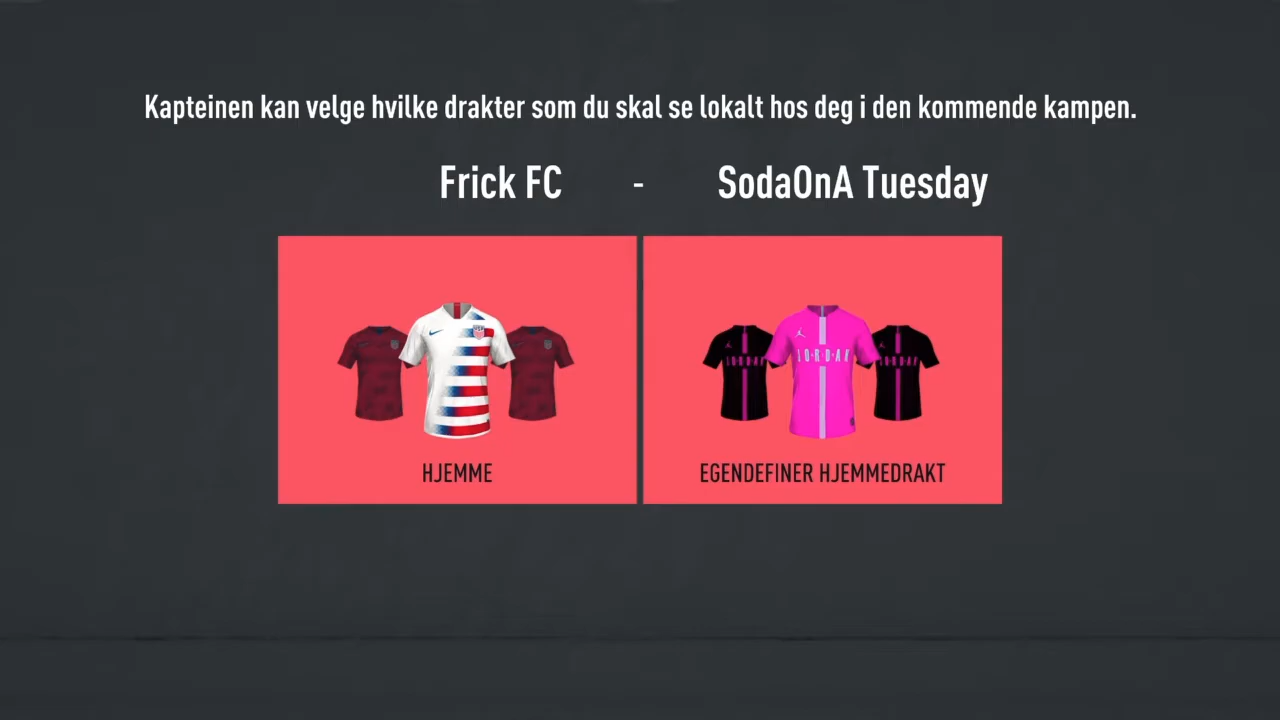 Kapteinen kan velge hvilke drakter som du skal se lokalt hos deg i den kommende kampen.
Frick FC - SodaOnA Tuesday
JORDAN
HJEMME
EGENDEFINER HJEMMEDRAKT